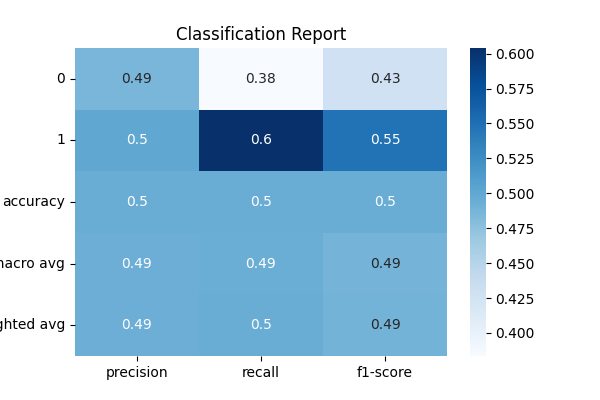 Classification Report
0 0.49 0.38 0.43
1 0.5 0.6 0.55
accuracy 0.5 0.5 0.5
acro avg 0.49 0.49 0.49
ghted avg 0.49 0.5 0.49
precision recall f1-score
0.600
0.575
0.550
0.525
0.500
0.475
0.450
0.425
0.400